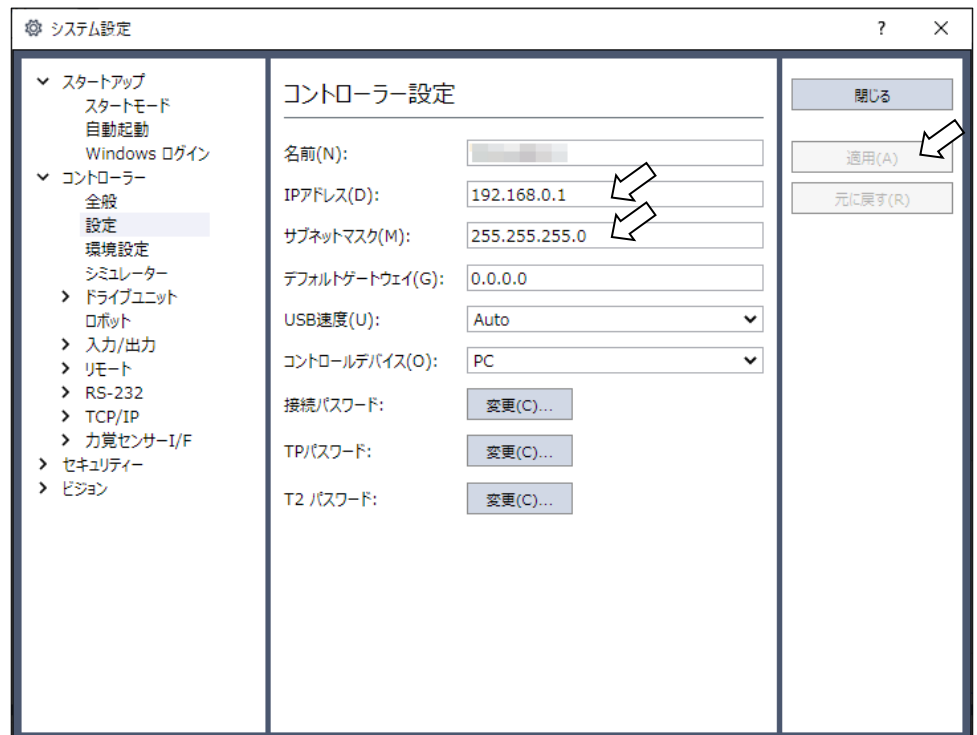 システム設定
?
スタートアップ
スタートモード
自動起動
Windows ログイン
コントローラー
全般
設定
環境設定
シミュレーター
ドライブユニット
ロボット
入力/出力
リモート
RS-232
TCP/IP
力覚センサーI/F
セキュリティー
ビジョン
コントローラー設定
名前(N):
IPアドレス(D): 192.168.0.1
サブネットマスク(M): 255.255.255.0
デフォルトゲートウェイ(G): 0.0.0.0
USB速度(U): Auto
コントロールデバイス(O): PC
接続パスワード: 変更(C)...
TPパスワード: 変更(C)...
T2 パスワード: 変更(C)...
閉じる
適用(A)
元に戻す(R)